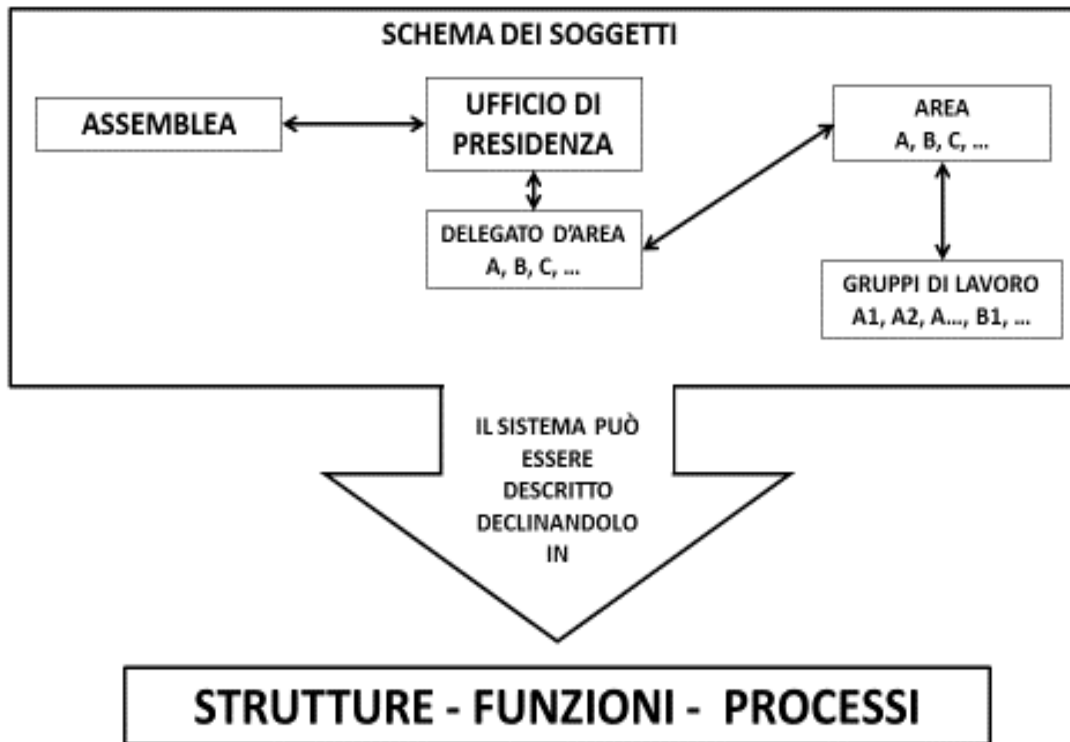 SCHEMA DEI SOGGETTI
ASSEMBLEA
UFFICIO DI
PRESIDENZA
DELEGATO D'AREA
A, B, C, ...
AREA
A, B, C, ...
GRUPPI DI LAVORO
A1, A2, A..., B1, ...
IL SISTEMA PUÒ
ESSERE
DESCRITTO
DECLINANDOLO
IN
STRUTTURE - FUNZIONI - PROCESSI